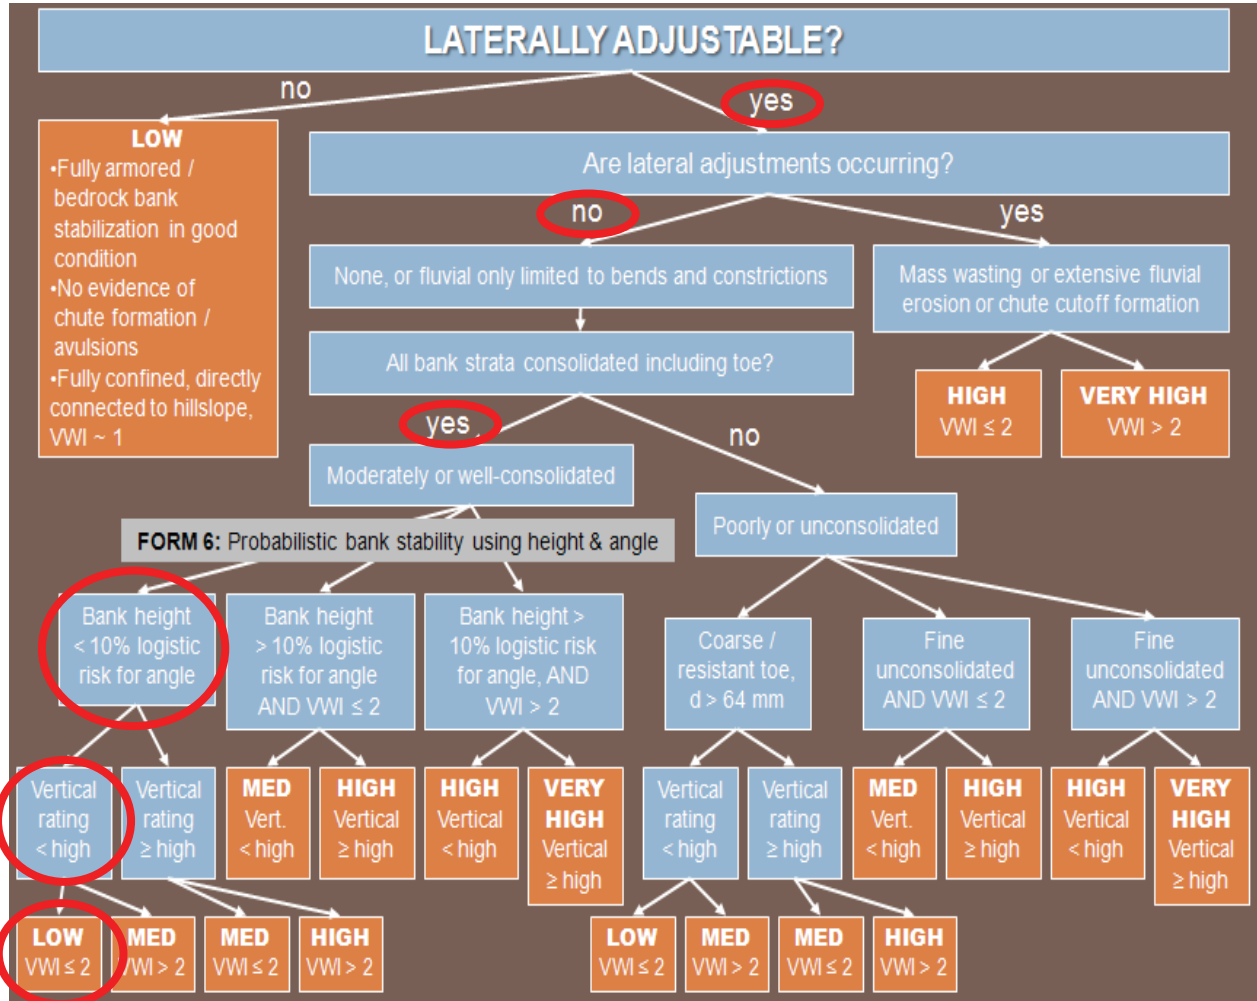 LATERALLY ADJUSTABLE?
no
yes
LOW
•Fully armored /
bedrock bank
stabilization in good
condition
•No evidence of
chute formation /
avulsions
•Fully confined, directly
connected to hillslope,
VWI ~ 1
Are lateral adjustments occurring?
no
yes
None, or fluvial only limited to bends and constrictions
Mass wasting or extensive fluvial
erosion or chute cutoff formation
All bank strata consolidated including toe?
HIGH
VWI ≤ 2
VERY HIGH
VWI > 2
yes
no
Moderately or well-consolidated
Poorly or unconsolidated
FORM 6: Probabilistic bank stability using height & angle
Bank height
< 10% logistic
risk for angle
Bank height
> 10% logistic
risk for angle
AND VWI ≤ 2
Bank height >
10% logistic risk
for angle, AND
VWI > 2
Coarse /
resistant toe,
d > 64 mm
Fine
unconsolidated
AND VWI ≤ 2
Fine
unconsolidated
AND VWI > 2
Vertical
rating
< high
Vertical
rating
≥ high
MED
Vert.
< high
HIGH
Vertical
≥ high
HIGH
Vertical
< high
VERY
HIGH
Vertical
≥ high
Vertical
rating
< high
Vertical
rating
≥ high
MED
Vert.
< high
HIGH
Vertical
≥ high
HIGH
Vertical
< high
VERY
HIGH
Vertical
≥ high
LOW
VWI ≤ 2
MED
VWI > 2
MED
VWI ≤ 2
HIGH
VWI > 2
LOW
VWI ≤ 2
MED
VWI > 2
MED
VWI ≤ 2
HIGH
VWI > 2